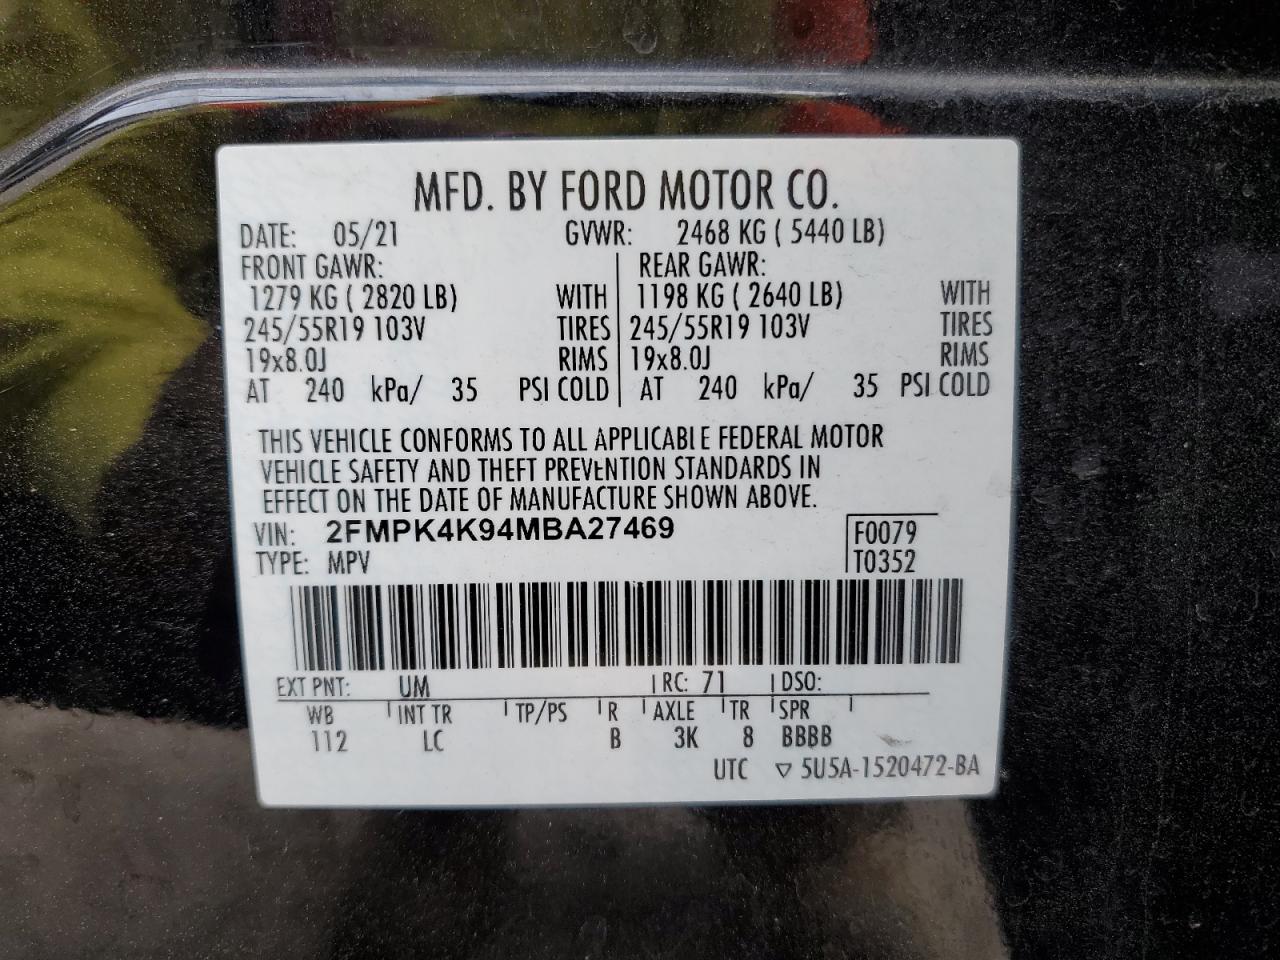 MFD. BY FORD MOTOR CO.
DATE: 05/21 GVWR: 2468 KG ( 5440 LB)
FRONT GAWR: REAR GAWR:
1279 KG ( 2820 LB) WITH 1198 KG ( 2640 LB) WITH
245/55R19 103V TIRES 245/55R19 103V TIRES
19x8.0J RIMS 19x8.0J RIMS
AT 240 kPa/ 35 PSI COLD AT 240 kPa/ 35 PSI COLD
THIS VEHICLE CONFORMS TO ALL APPLICABLE FEDERAL MOTOR
VEHICLE SAFETY AND THEFT PREVENTION STANDARDS IN
EFFECT ON THE DATE OF MANUFACTURE SHOWN ABOVE.
VIN: 2FMPK4K94MBA27469 F0079
TYPE: MPV T0352
EXT PNT: UM RC: 71 DSO:
WB INT TR TP/PS R AXLE TR SPR
112 LC B 3K 8 BBBB
UTC ▽ 5U5A-1520472-BA